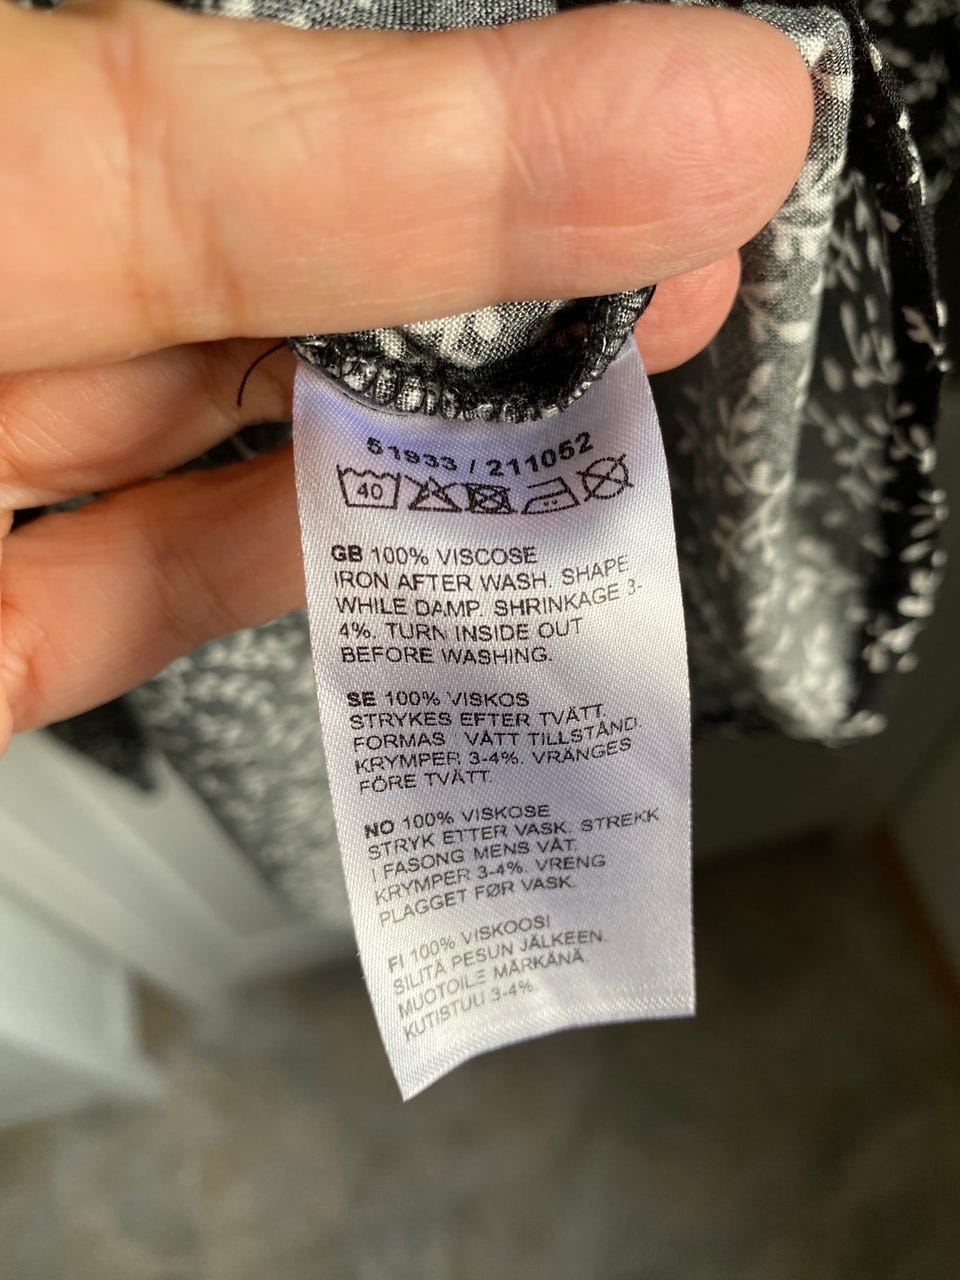 51933 / 211052
40
GB 100% VISCOSE
IRON AFTER WASH. SHAPE
WHILE DAMP. SHRINKAGE 3-
4%. TURN INSIDE OUT
BEFORE WASHING.
SE 100% VISKOS
STRYKES EFTER TVÄTT.
FORMAS VÅTT TILLSTÅND.
KRYMPER 3-4%. VRÄNGES
FÖRE TVÄTT.
NO 100% VISKOSE
STRYK ETTER VASK. STREKK
I FASONG MENS VÅT.
KRYMPER 3-4%. VRENG
PLAGGET FØR VASK.
FI 100% VISKOOSI
SILITÄ PESUN JÄLKEEN.
MUOTOILE MÄRKÄNÄ.
KUTISTUU 3-4%.